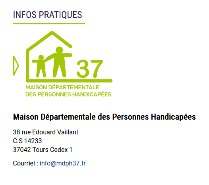 INFOS PRATIQUES
37
MAISON DÉPARTEMENTALE
DES PERSONNES HANDICAPÉES
Maison Départementale des Personnes Handicapées
38 rue Edouard Vaillant
CS 14233
37042 Tours Cedex 1
Courriel : info@mdph37.fr